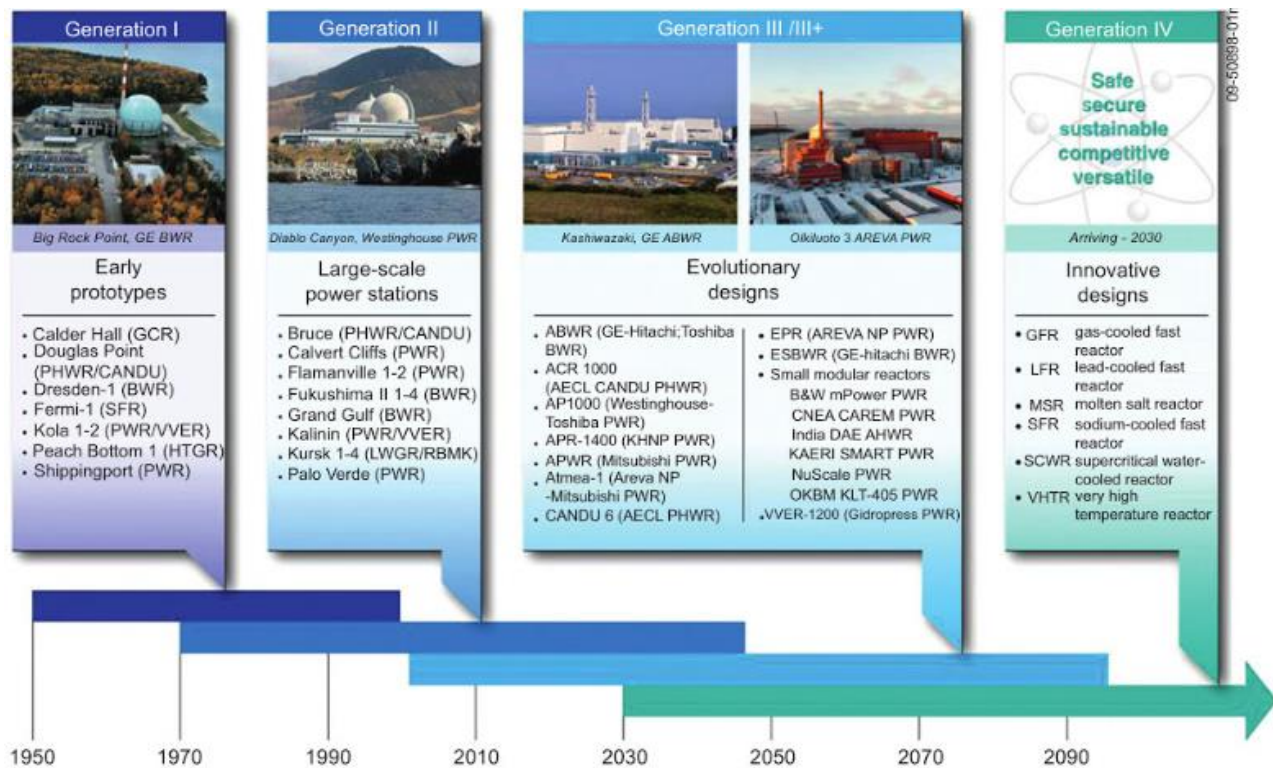 Generation I
Big Rock Point, GE BWR
Early
prototypes
• Calder Hall (GCR)
• Douglas Point
(PHWR/CANDU)
• Dresden-1 (BWR)
• Fermi-1 (SFR)
• Kola 1-2 (PWR/VVER)
• Peach Bottom 1 (HTGR)
• Shippingport (PWR)
Generation II
Diablo Canyon, Westinghouse PWR
Large-scale
power stations
• Bruce (PHWR/CANDU)
• Calvert Cliffs (PWR)
• Flamanville 1-2 (PWR)
• Fukushima II 1-4 (BWR)
• Grand Gulf (BWR)
• Kalinin (PWR/VVER)
• Kursk 1-4 (LWGR/RBMK)
• Palo Verde (PWR)
Generation III /III+
Kashiwazaki, GE ABWR
Olkiluoto 3 AREVA PWR
Evolutionary
designs
• ABWR (GE-Hitachi;Toshiba
BWR)
• ACR 1000
(AECL CANDU PHWR)
• AP1000 (Westinghouse-
Toshiba PWR)
• APR-1400 (KHNP PWR)
• APWR (Mitsubishi PWR)
• Atmea-1 (Areva NP
-Mitsubishi PWR)
• CANDU 6 (AECL PHWR)
• EPR (AREVA NP PWR)
• ESBWR (GE-hitachi BWR)
• Small modular reactors
B&W mPower PWR
CNEA CAREM PWR
India DAE AHWR
KAERI SMART PWR
NuScale PWR
OKBM KLT-405 PWR
•VVER-1200 (Gidropress PWR)
Generation IV
Safe
secure
sustainable
competitive
versatile
Arriving - 2030
Innovative
designs
• GFR gas-cooled fast
reactor
• LFR lead-cooled fast
reactor
• MSR molten salt reactor
• SFR sodium-cooled fast
reactor
• SCWR supercritical water-
cooled reactor
• VHTR very high
temperature reactor
1950 1970 1990 2010 2030 2050 2070 2090